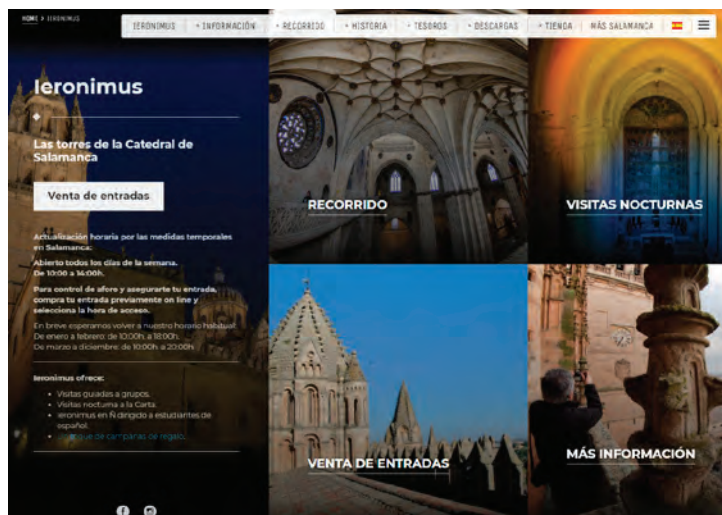 HOME > IERONIMUS
IERONIMUS + INFORMACIÓN + RECORRIDO + HISTORIA + TESOROS + DESCARGAS + TIENDA MÁS SALAMANCA
Ieronimus
Las torres de la Catedral de
Salamanca
Venta de entradas
Actualización horaria por las medidas temporales
en Salamanca:
Abierto todos los días de la semana.
De 10:00 a 14:00h.
Para control de aforo y asegurarte tu entrada,
compra tu entrada previamente on line y
selecciona la hora de acceso.
En breve esperamos volver a nuestro horario habitual:
De enero a febrero: de 10:00h. a 18:00h.
De marzo a diciembre: de 10:00h. a 20:00h.
Ieronimus ofrece:
• Visitas guiadas a grupos.
• Visitas nocturna a la Carta.
• Ieronimus en Ñ dirigido a estudiantes de
español.
• toque de campanas de regalo.
RECORRIDO
VISITAS NOCTURNAS
VENTA DE ENTRADAS
MÁS INFORMACIÓN